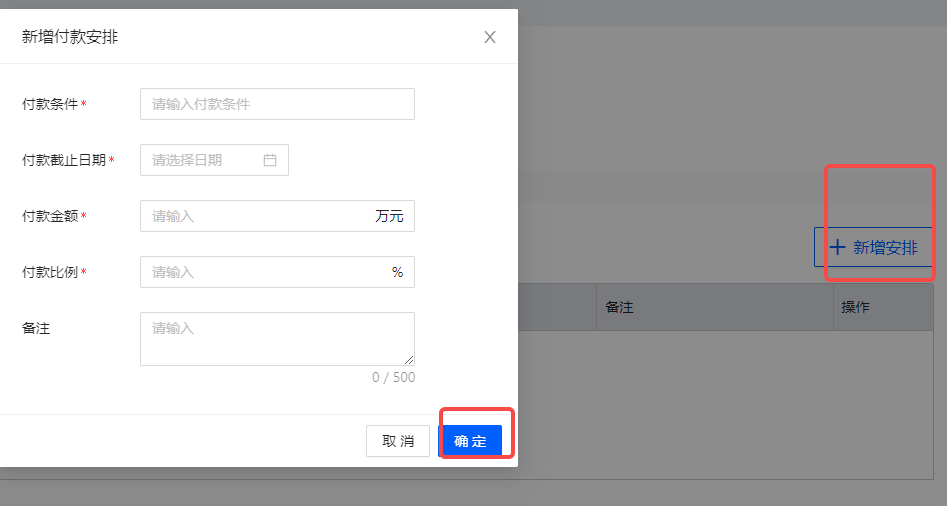 新增付款安排
付款条件* 请输入付款条件
付款截止日期* 请选择日期
付款金额* 请输入 万元
付款比例* 请输入 %
备注 请输入
0 / 500
取消 确定
+ 新增安排
备注 操作